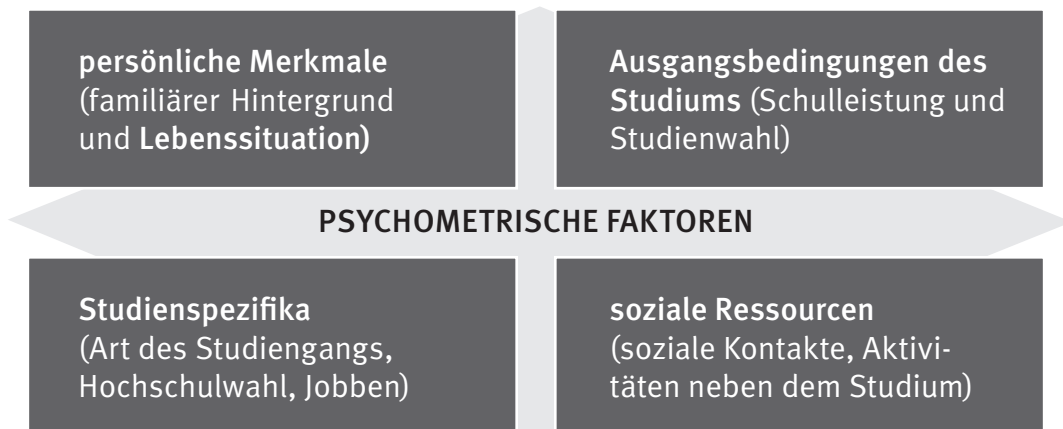 persönliche Merkmale
(familiärer Hintergrund
und Lebenssituation)
Ausgangsbedingungen des
Studiums (Schulleistung und
Studienwahl)
PSYCHOMETRISCHE FAKTOREN
Studienspezifika
(Art des Studiengangs,
Hochschulwahl, Jobben)
soziale Ressourcen
(soziale Kontakte, Aktivi-
täten neben dem Studium)